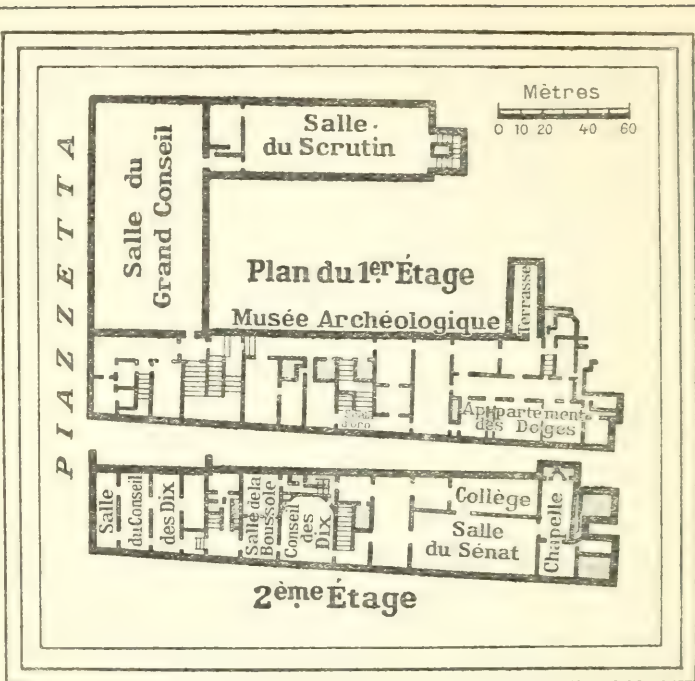 Mètres
0 10 20 40 60
PIAZZETTA
Salle du
Grand Conseil
Salle
du Scrutin
Plan du 1er Étage
Musée Archéologique
Terrasse
Appartement
des Doges
Salle
du Conseil
des Dix
Salle de la
Boussole
Conseil
des
Dix
Collège
Salle
du Sénat
Chapelle
2ème Étage